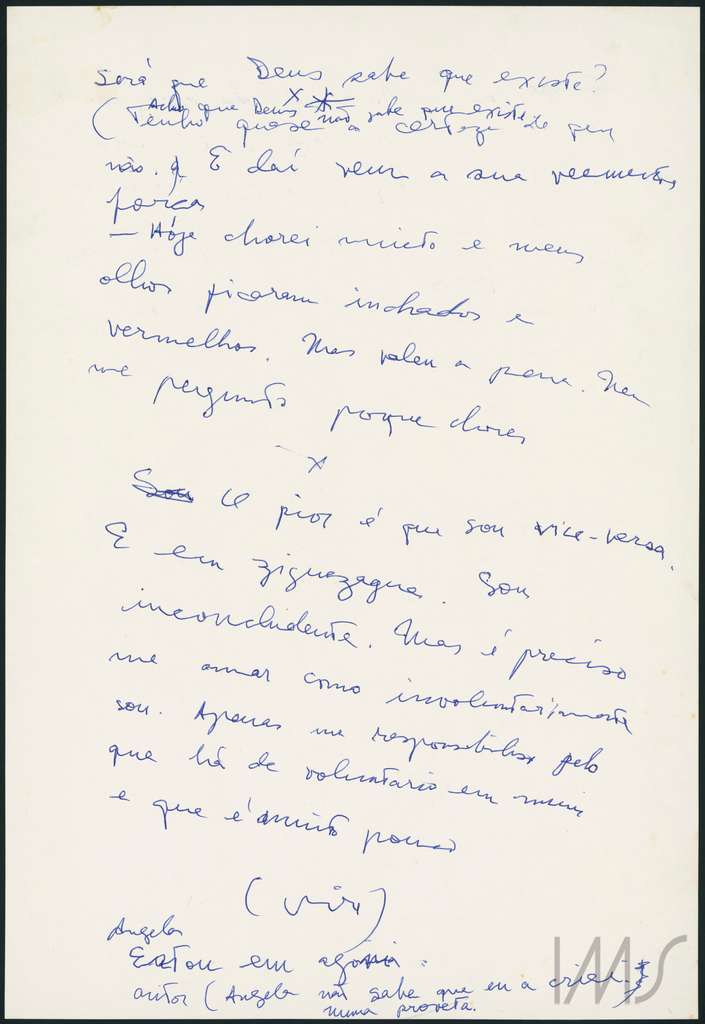 Será que Deus sabe que existe?
x
Acho que Deus não sabe que existe
(Tenho quase a certeza de que
não. E daí vem a sua veemente
força
— Hoje chorei muito e meus
olhos ficaram inchados e
vermelhos. Mas valeu a pena. Nem
me pergunto porque chorei
x
Sou O pior é que sou vice-versa.
E em ziguezagues. Sou
inconcludente. Mas é preciso
me amar como involuntariamente
sou. Apenas me responsabilizo pelo
que há de voluntario em mim
e que é muito pouco
(vire)
Angela
Estou em agonia:
autor (Angela não sabe que eu a criei
numa proveta.
IMS